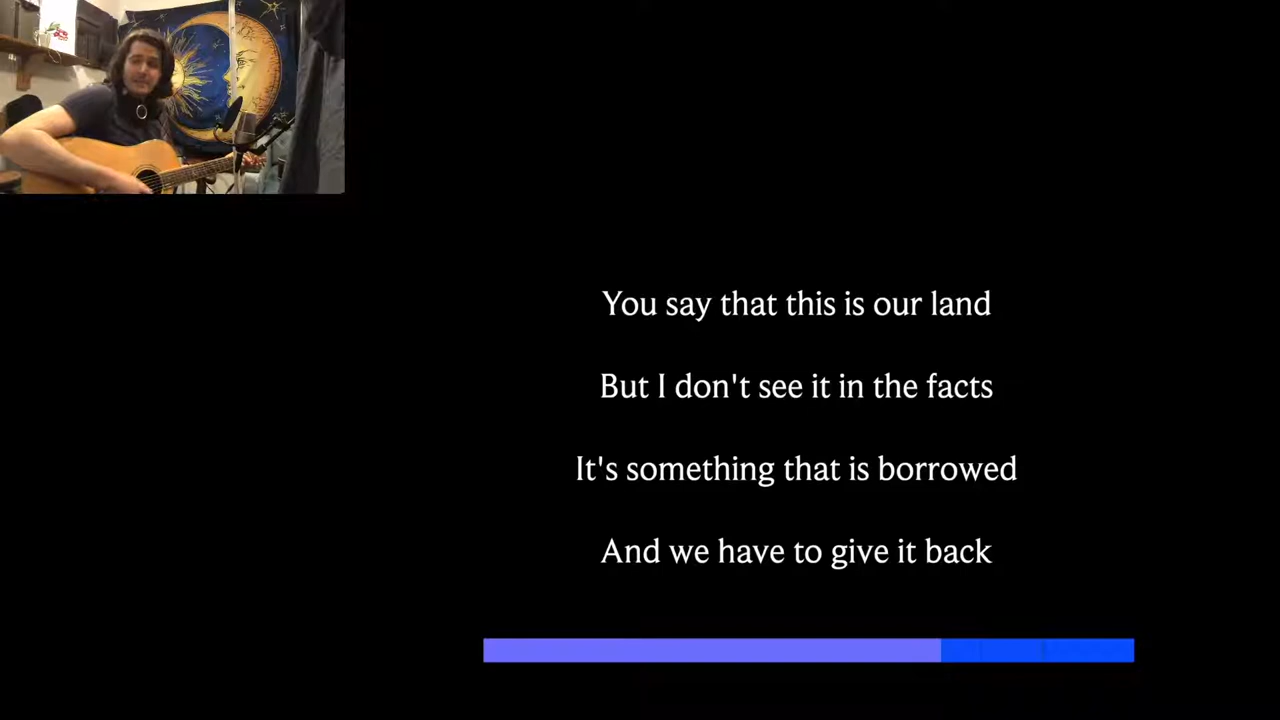 You say that this is our land
But I don't see it in the facts
It's something that is borrowed
And we have to give it back